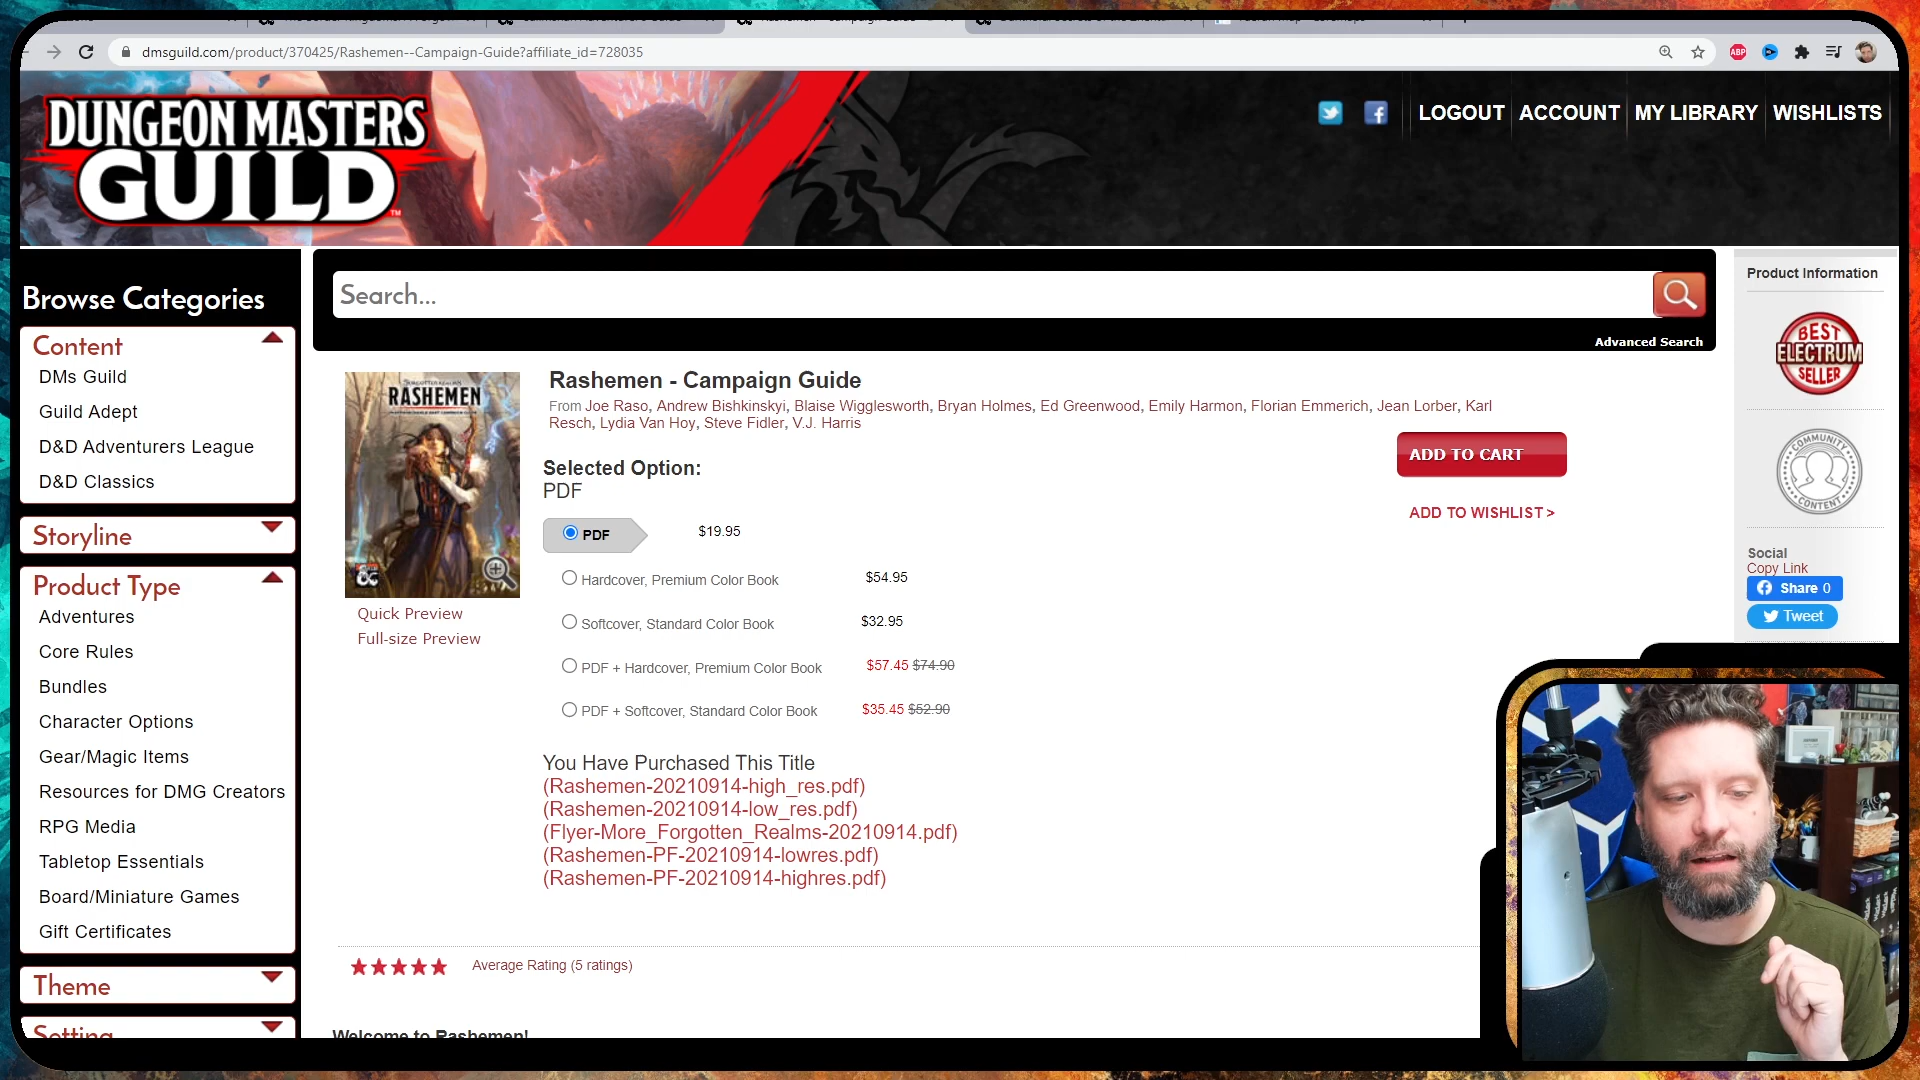 dmsguild.com/product/370425/Rashemen--Campaign-Guide?affiliate_id=728035
ABP
DUNGEON MASTERS
GUILD
TM
LOGOUT
ACCOUNT
MY LIBRARY
WISHLISTS
Browse Categories
Content
DMs Guild
Guild Adept
D&D Adventurers League
D&D Classics
Storyline
Product Type
Adventures
Core Rules
Bundles
Character Options
Gear/Magic Items
Resources for DMG Creators
RPG Media
Tabletop Essentials
Board/Miniature Games
Gift Certificates
Theme
Setting
Search...
Advanced Search
RASHEMEN
Quick Preview
Full-size Preview
Rashemen - Campaign Guide
From Joe Raso, Andrew Bishkinskyi, Blaise Wigglesworth, Bryan Holmes, Ed Greenwood, Emily Harmon, Florian Emmerich, Jean Lorber, Karl
Resch, Lydia Van Hoy, Steve Fidler, V.J. Harris
Selected Option:
PDF
PDF $19.95
Hardcover, Premium Color Book $54.95
Softcover, Standard Color Book $32.95
PDF + Hardcover, Premium Color Book $57.45 $74.90
PDF + Softcover, Standard Color Book $35.45 $52.90
ADD TO CART
ADD TO WISHLIST >
You Have Purchased This Title
(Rashemen-20210914-high_res.pdf)
(Rashemen-20210914-low_res.pdf)
(Flyer-More_Forgotten_Realms-20210914.pdf)
(Rashemen-PF-20210914-lowres.pdf)
(Rashemen-PF-20210914-highres.pdf)
Average Rating (5 ratings)
Welcome to Rashemen!
Product Information
BEST
ELECTRUM
SELLER
COMMUNITY
CONTENT
Social
Copy Link
Share 0
Tweet